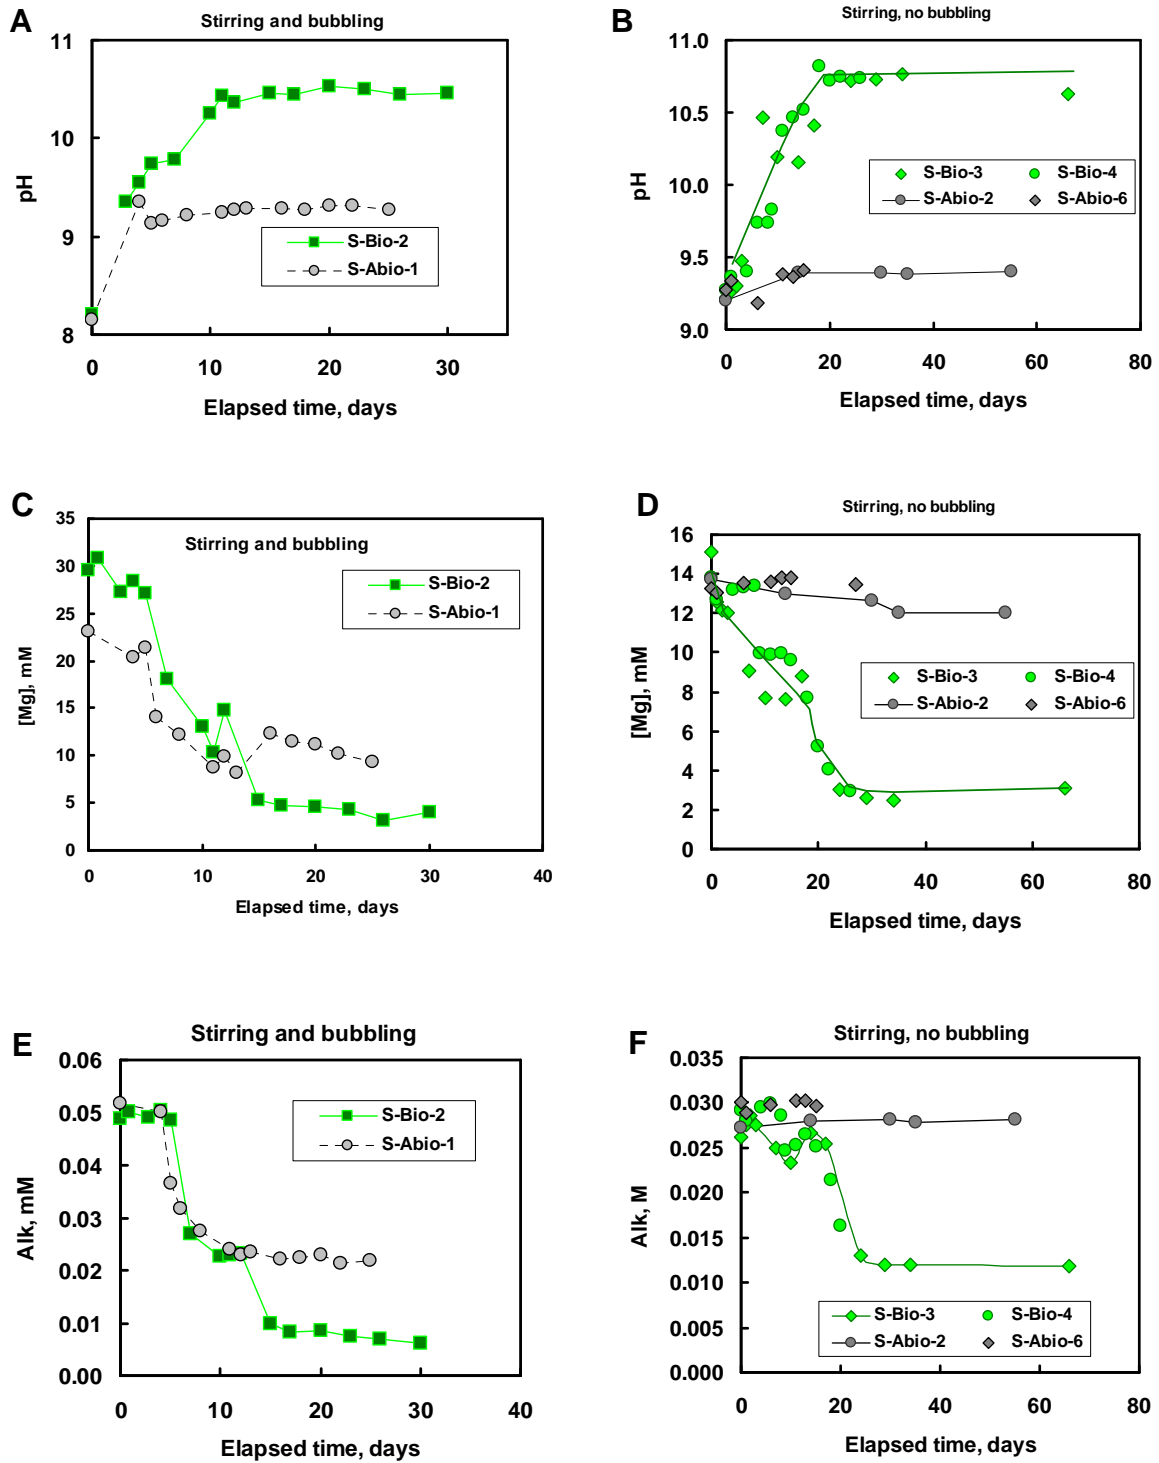 A
Stirring and bubbling
11
10
9
8
pH
S-Bio-2
S-Abio-1
0 10 20 30
Elapsed time, days
B
Stirring, no bubbling
11.0
10.5
10.0
9.5
9.0
pH
S-Bio-3 S-Bio-4
S-Abio-2 S-Abio-6
0 20 40 60 80
Elapsed time, days
C
Stirring and bubbling
35
30
25
20
15
10
5
0
[Mg], mM
S-Bio-2
S-Abio-1
0 10 20 30 40
Elapsed time, days
D
Stirring, no bubbling
16
14
12
10
8
6
4
2
0
[Mg], mM
S-Bio-3 S-Bio-4
S-Abio-2 S-Abio-6
0 20 40 60 80
Elapsed time, days
E
Stirring and bubbling
0.06
0.05
0.04
0.03
0.02
0.01
0.00
Alk, mM
S-Bio-2
S-Abio-1
0 10 20 30 40
Elapsed time, days
F
Stirring, no bubbling
0.035
0.030
0.025
0.020
0.015
0.010
0.005
0.000
Alk, M
S-Bio-3 S-Bio-4
S-Abio-2 S-Abio-6
0 20 40 60 80
Elapsed time, days